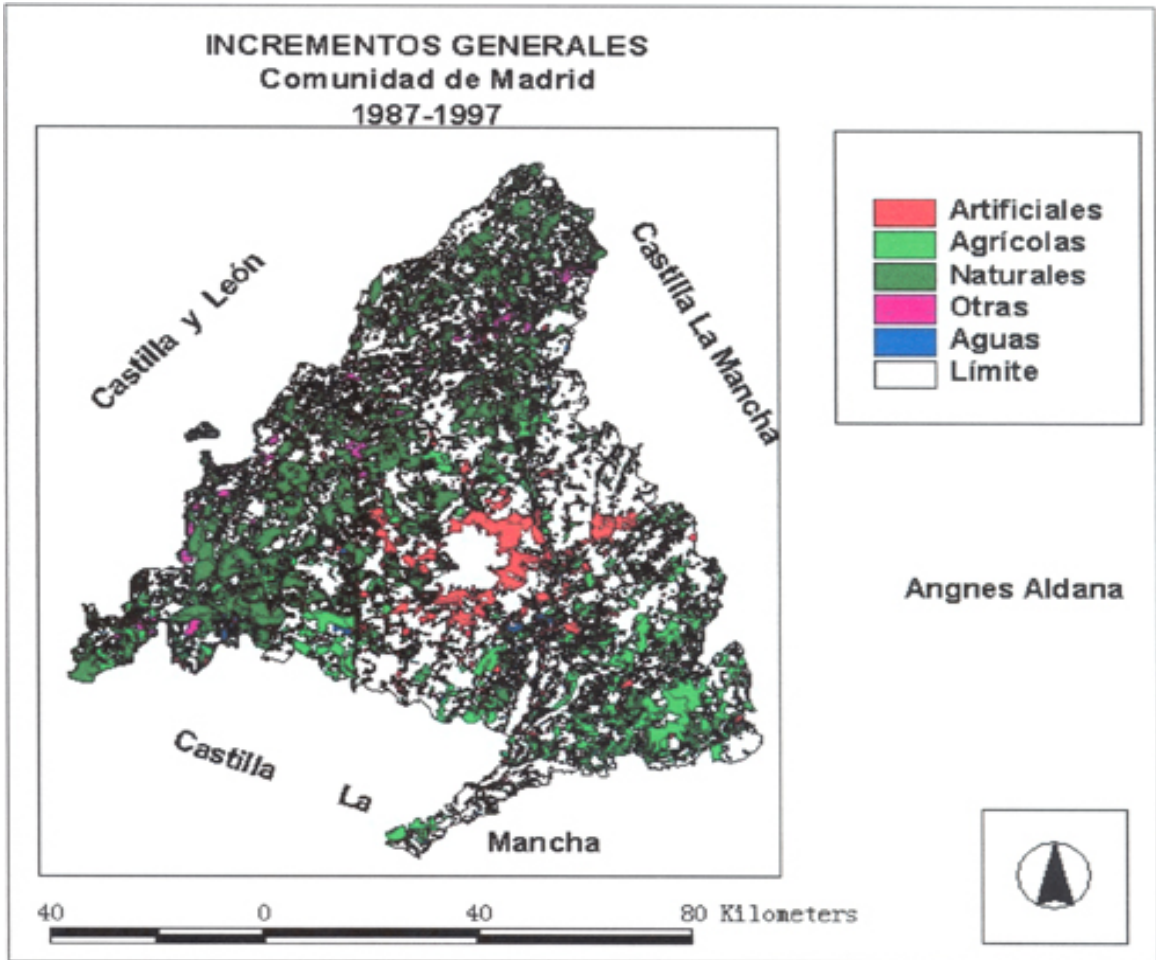 INCREMENTOS GENERALES
Comunidad de Madrid
1987-1997
Castilla y León
Castilla La Mancha
Artificiales
Agrícolas
Naturales
Otras
Aguas
Límite
Angnes Aldana
Castilla
La
Mancha
40 0 40 80 Kilometers